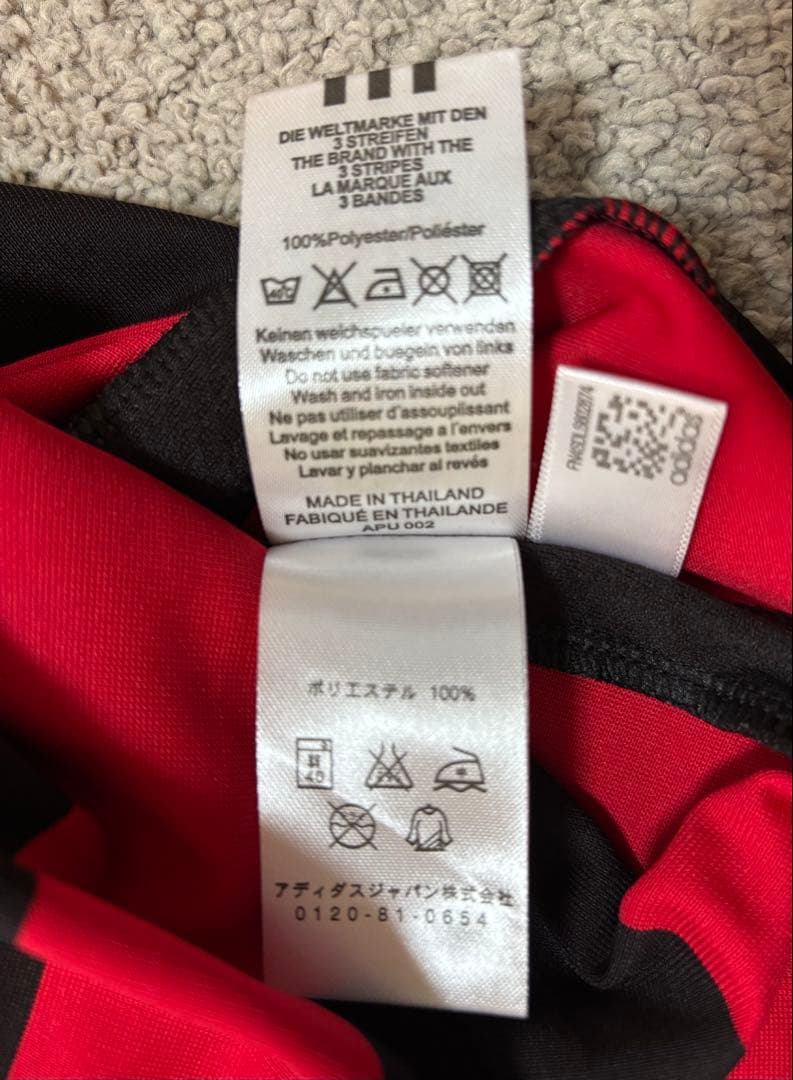 DIE WELTMARKE MIT DEN
3 STREIFEN
THE BRAND WITH THE
3 STRIPES
LA MARQUE AUX
3 BANDES
100%Polyester/Poliéster
40°C
Keinen weichspueler verwenden
Waschen und buegeln von links
Do not use fabric softener
Wash and iron inside out
Ne pas utiliser d'assouplissant
Lavage et repassage a l'envers
No usar suavizantes textiles
Lavar y planchar al revés
MADE IN THAILAND
FABIQUÉ EN THAILANDE
APU 002
adidas
ポリエステル 100%
弱
40
アディダスジャパン株式会社
0120-81-0654